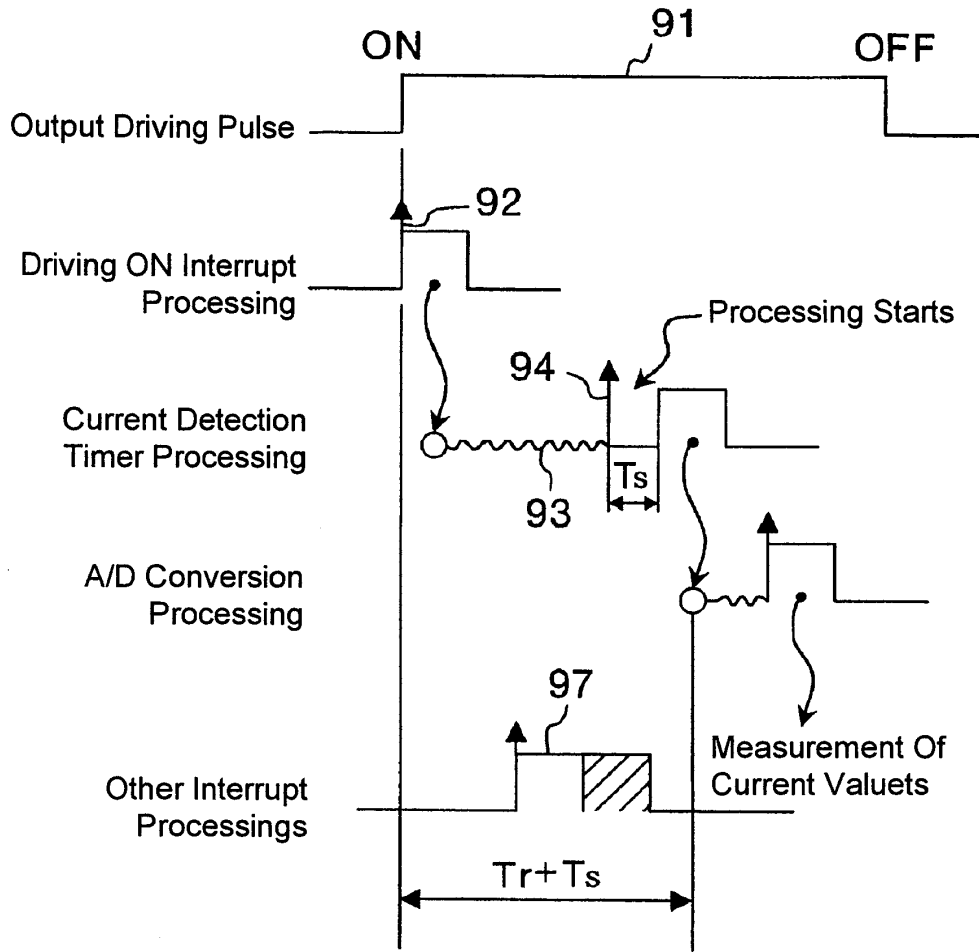 ON
91
OFF
Output Driving Pulse
92
Driving ON Interrupt
Processing
Processing Starts
94
Current Detection
Timer Processing
Ts
93
A/D Conversion
Processing
97
Measurement Of
Current Valuets
Other Interrupt
Processings
Tr+Ts